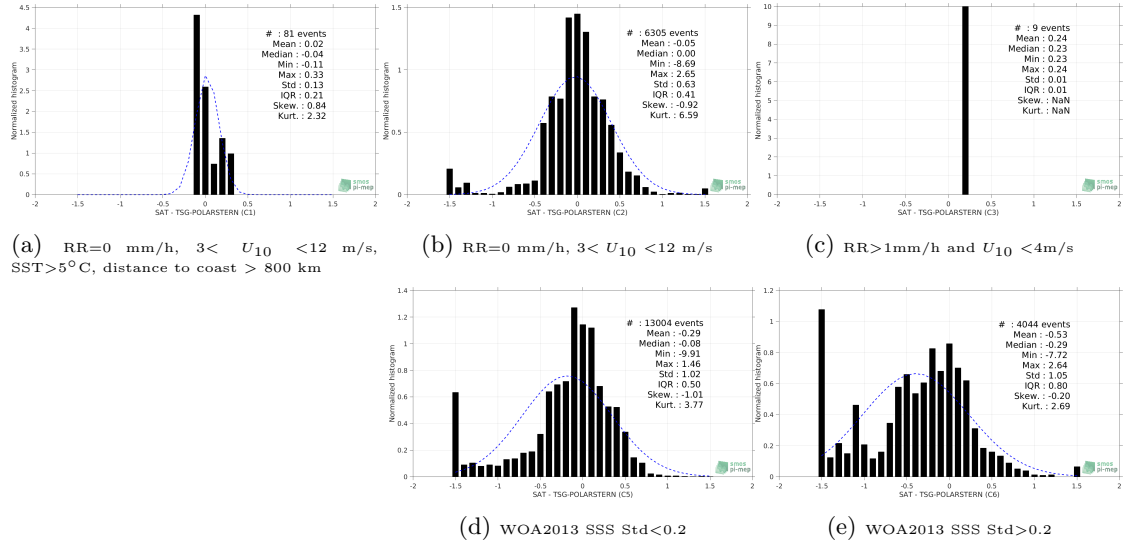 # : 81 events
Mean : 0.02
Median : -0.04
Min : -0.11
Max : 0.33
Std : 0.13
IQR : 0.21
Skew. : 0.84
Kurt. : 2.32
Normalized histogram
4.5
4
3.5
3
2.5
2
1.5
1
0.5
0
-2 -1.5 -1 -0.5 0 0.5 1 1.5 2
SAT - TSG-POLARSTERN (C1)
smos
pi-mep
(a) RR=0 mm/h, 3< U10 <12 m/s,
SST>5°C, distance to coast > 800 km
# : 6305 events
Mean : -0.05
Median : 0.00
Min : -8.69
Max : 2.65
Std : 0.63
IQR : 0.41
Skew. : -0.92
Kurt. : 6.59
Normalized histogram
1.5
1
0.5
0
-2 -1.5 -1 -0.5 0 0.5 1 1.5 2
SAT - TSG-POLARSTERN (C2)
smos
pi-mep
(b) RR=0 mm/h, 3< U10 <12 m/s
# : 9 events
Mean : 0.24
Median : 0.23
Min : 0.23
Max : 0.24
Std : 0.01
IQR : 0.01
Skew. : NaN
Kurt. : NaN
Normalized histogram
10
9
8
7
6
5
4
3
2
1
0
-2 -1.5 -1 -0.5 0 0.5 1 1.5 2
SAT - TSG-POLARSTERN (C3)
smos
pi-mep
(c) RR>1mm/h and U10 <4m/s
# : 13004 events
Mean : -0.29
Median : -0.08
Min : -9.91
Max : 1.46
Std : 1.02
IQR : 0.50
Skew. : -1.01
Kurt. : 3.77
Normalized histogram
1.4
1.2
1
0.8
0.6
0.4
0.2
0
-2 -1.5 -1 -0.5 0 0.5 1 1.5 2
SAT - TSG-POLARSTERN (C5)
smos
pi-mep
(d) WOA2013 SSS Std<0.2
# : 4044 events
Mean : -0.53
Median : -0.29
Min : -7.72
Max : 2.64
Std : 1.05
IQR : 0.80
Skew. : -0.20
Kurt. : 2.69
Normalized histogram
1.2
1
0.8
0.6
0.4
0.2
0
-2 -1.5 -1 -0.5 0 0.5 1 1.5 2
SAT - TSG-POLARSTERN (C6)
smos
pi-mep
(e) WOA2013 SSS Std>0.2